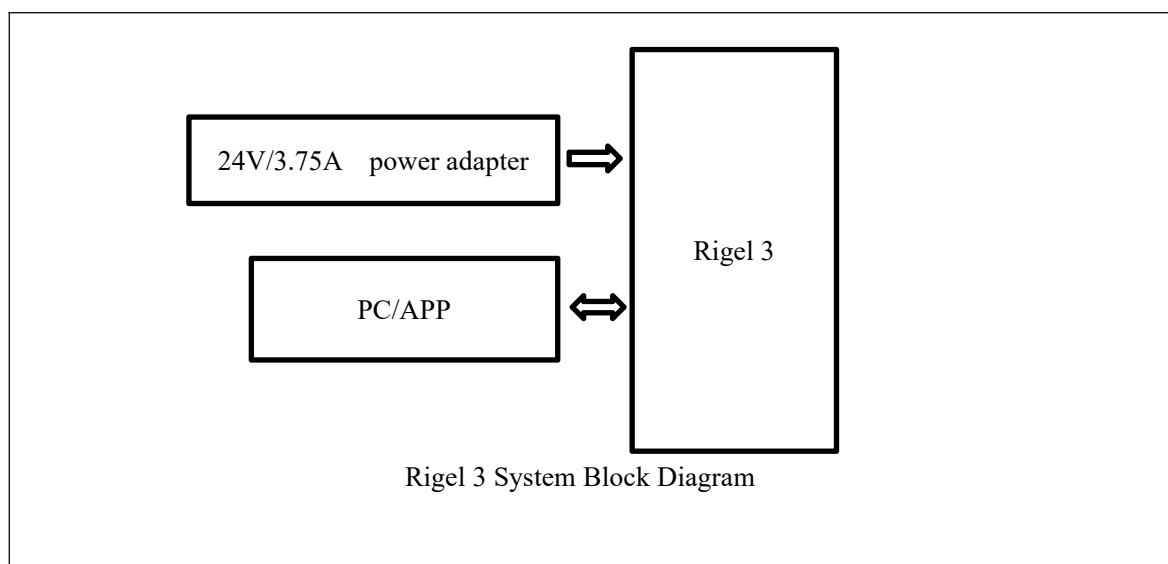 24V/3.75A power adapter
Rigel 3
PC/APP
Rigel 3 System Block Diagram